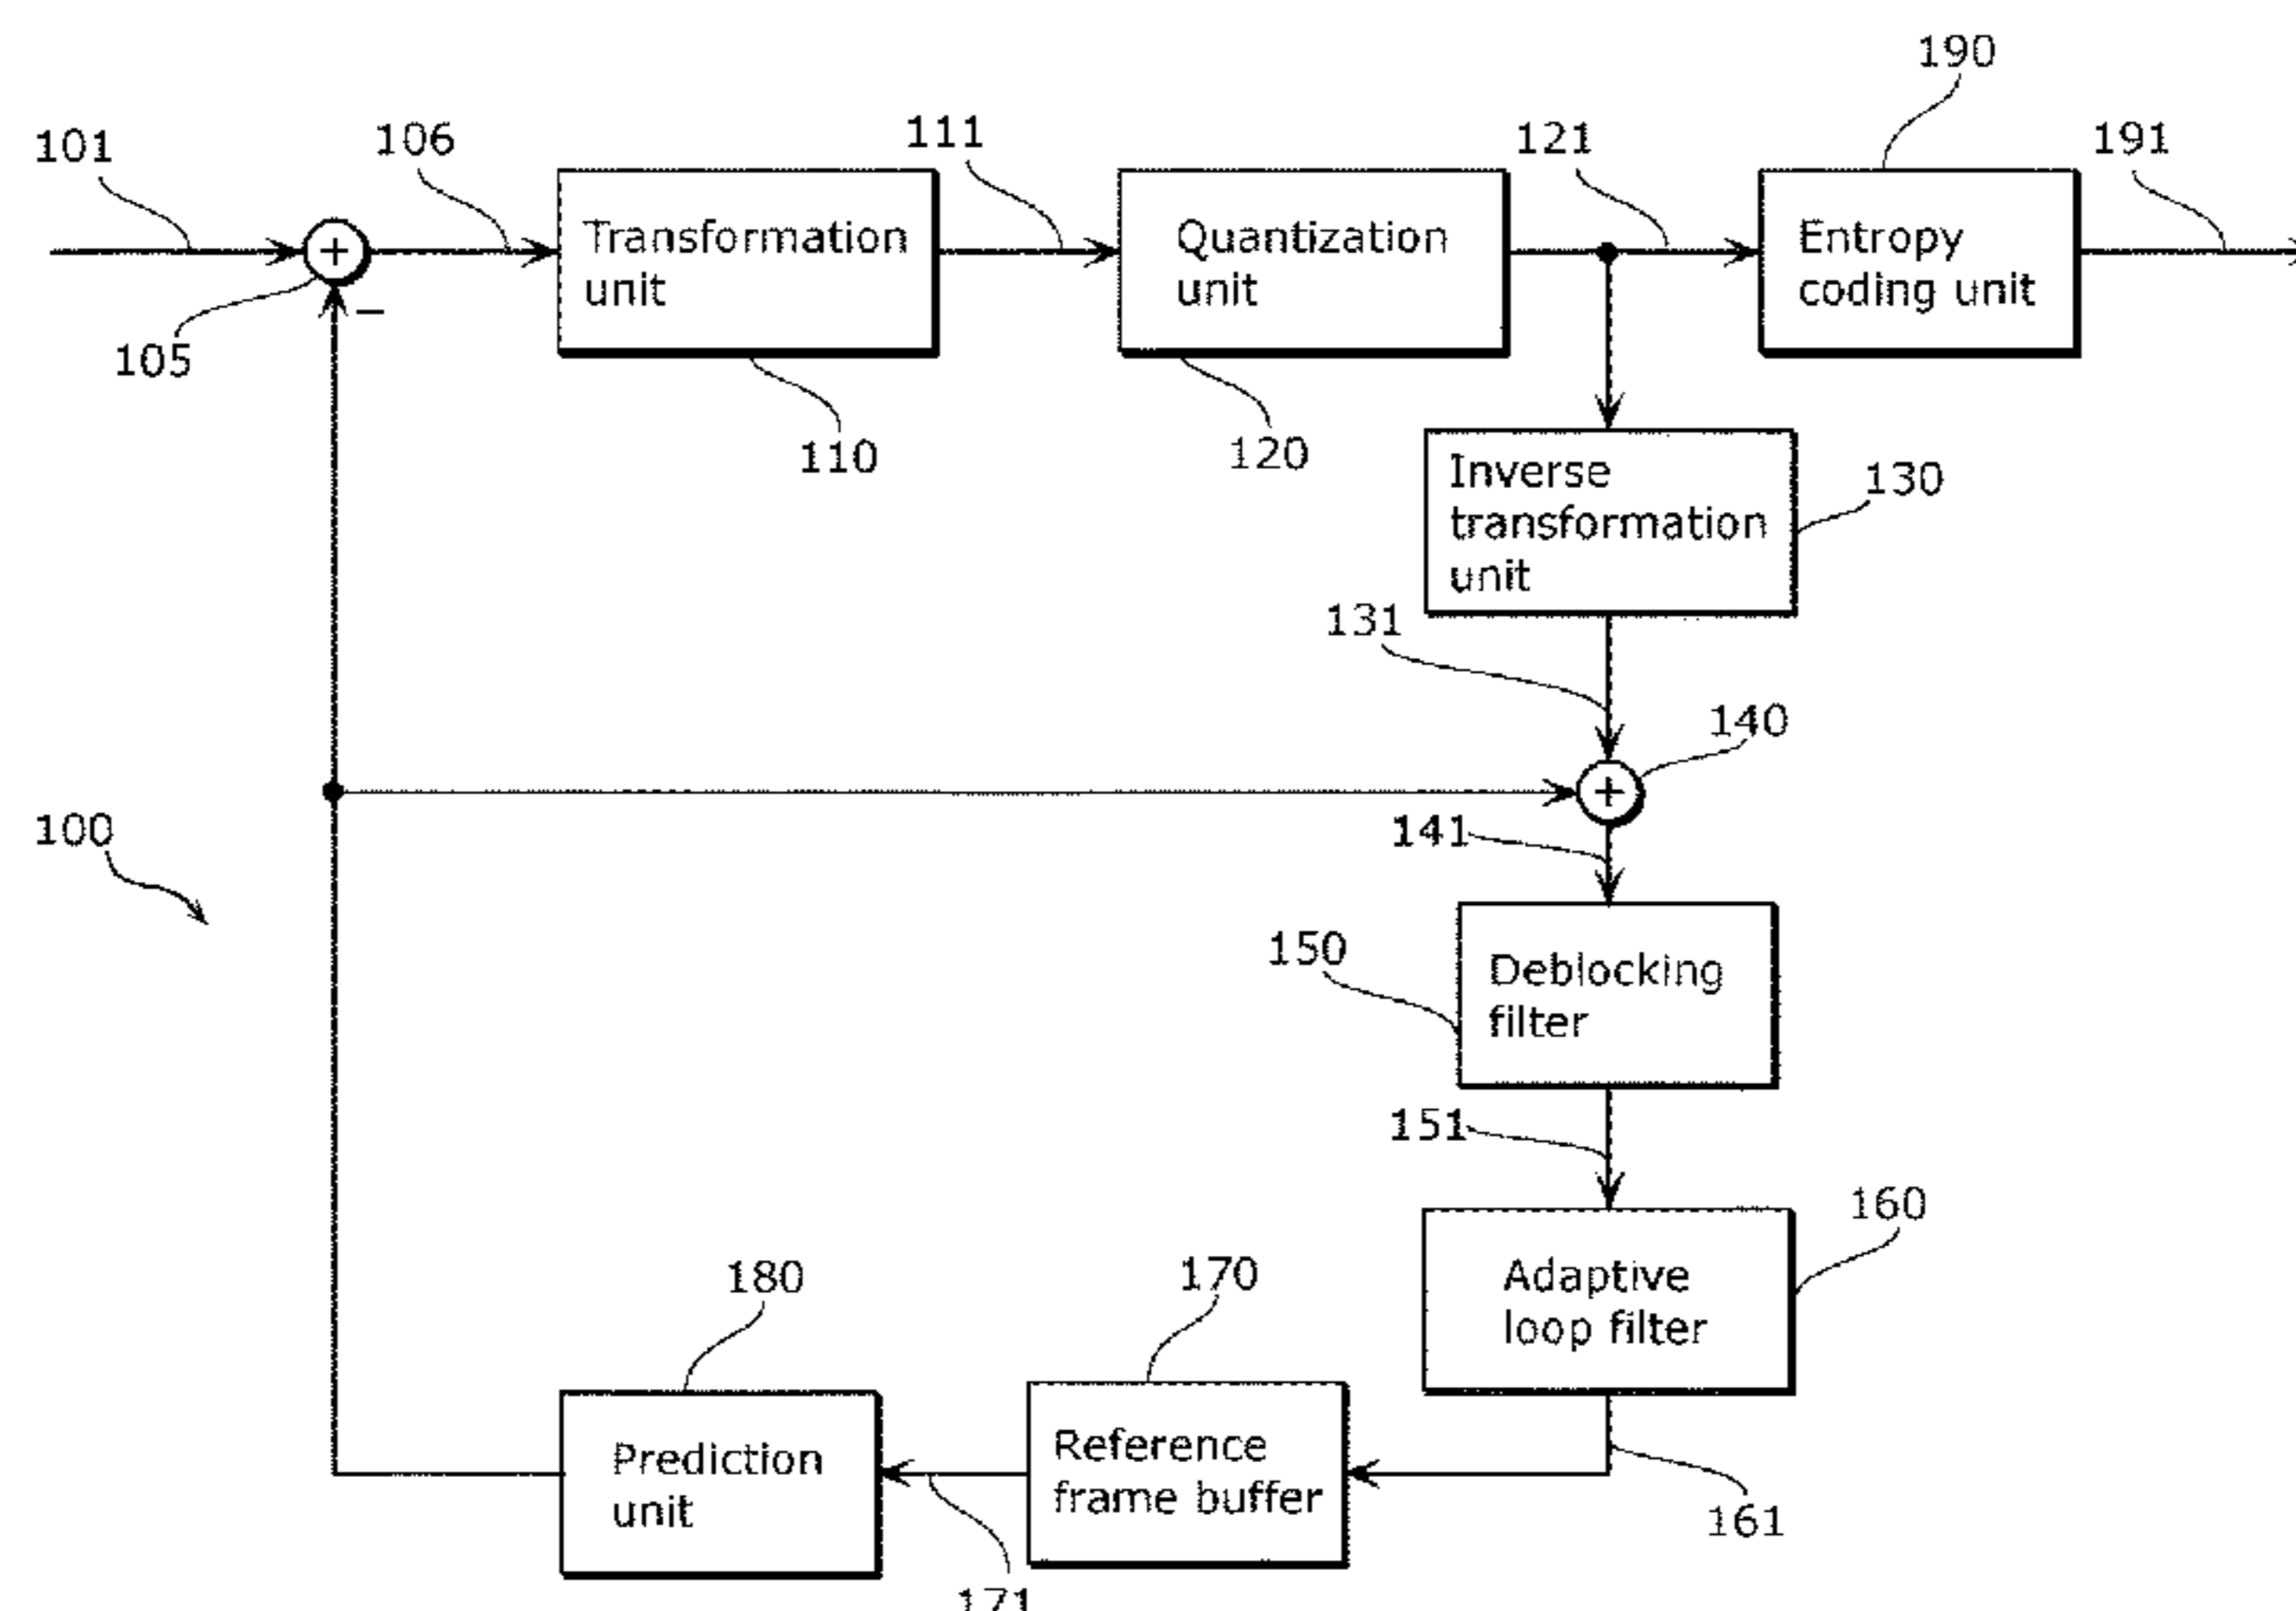 190
101
106
111
121
191
+
Transformation
unit
Quantization
unit
Entropy
coding unit
−
105
110
120
Inverse
transformation
unit
130
131
140
+
100
141
150
Deblocking
filter
151
160
Adaptive
loop filter
180
170
Prediction
unit
Reference
frame buffer
161
171